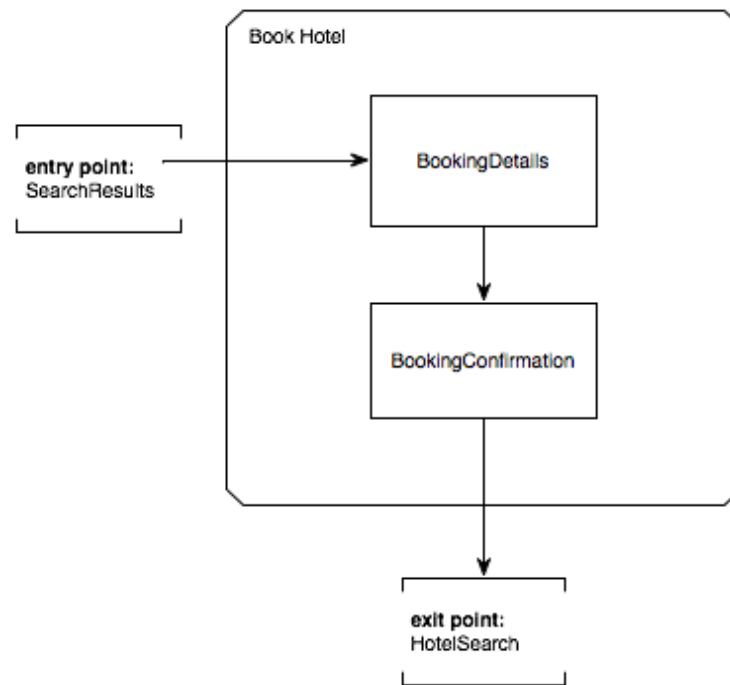 Book Hotel
entry point:
SearchResults
BookingDetails
BookingConfirmation
exit point:
HotelSearch